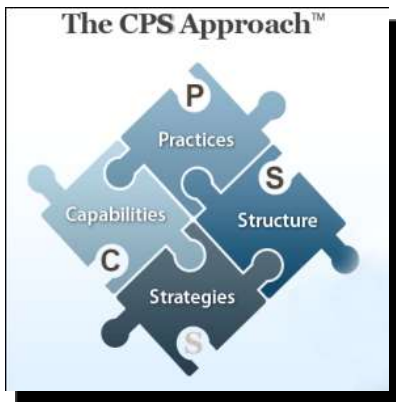 The CPS Approach™
P
Practices
S
Capabilities
Structure
C
Strategies
S